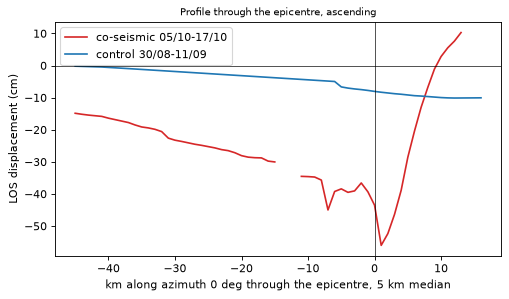 Profile through the epicentre, ascending
co-seismic 05/10-17/10
control 30/08-11/09
LOS displacement (cm)
10
0
−10
−20
−30
−40
−50
−40
−30
−20
−10
0
10
km along azimuth 0 deg through the epicentre, 5 km median